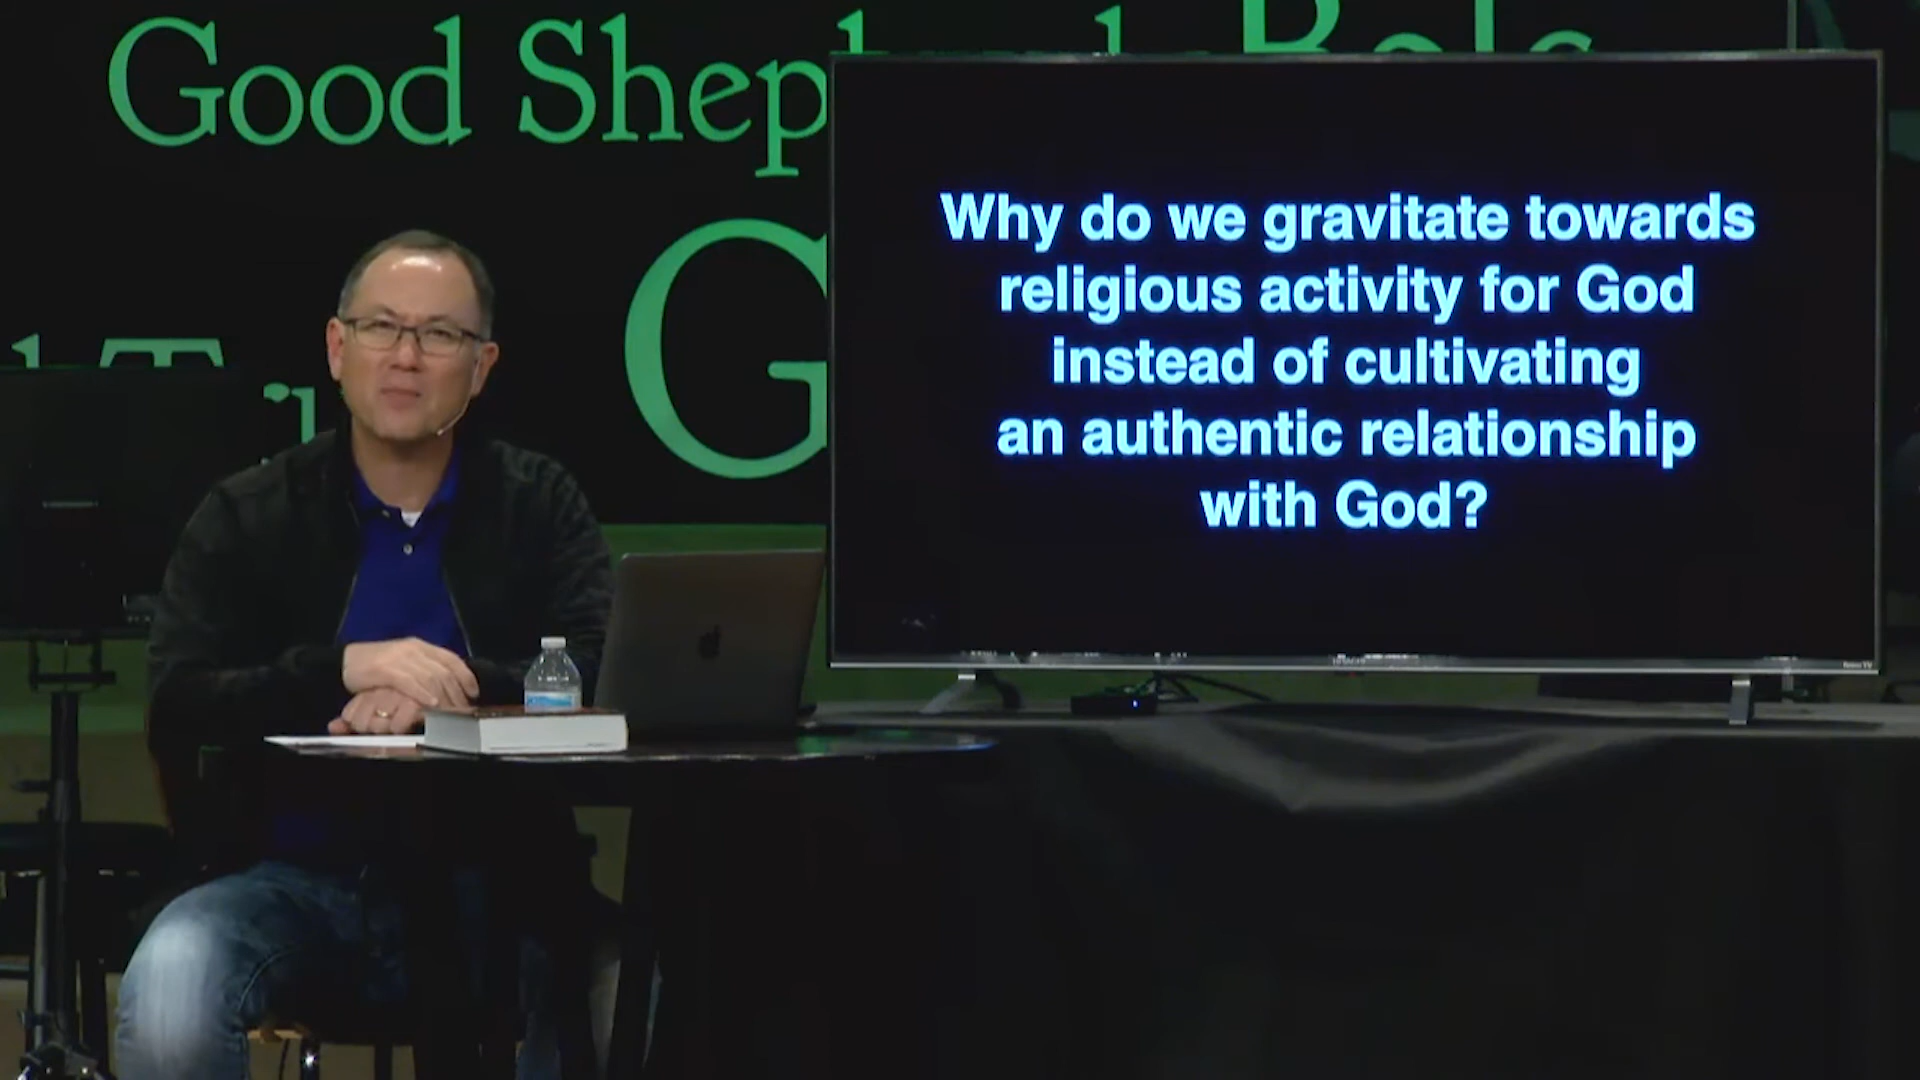 Good Shep
G
Why do we gravitate towards
religious activity for God
instead of cultivating
an authentic relationship
with God?